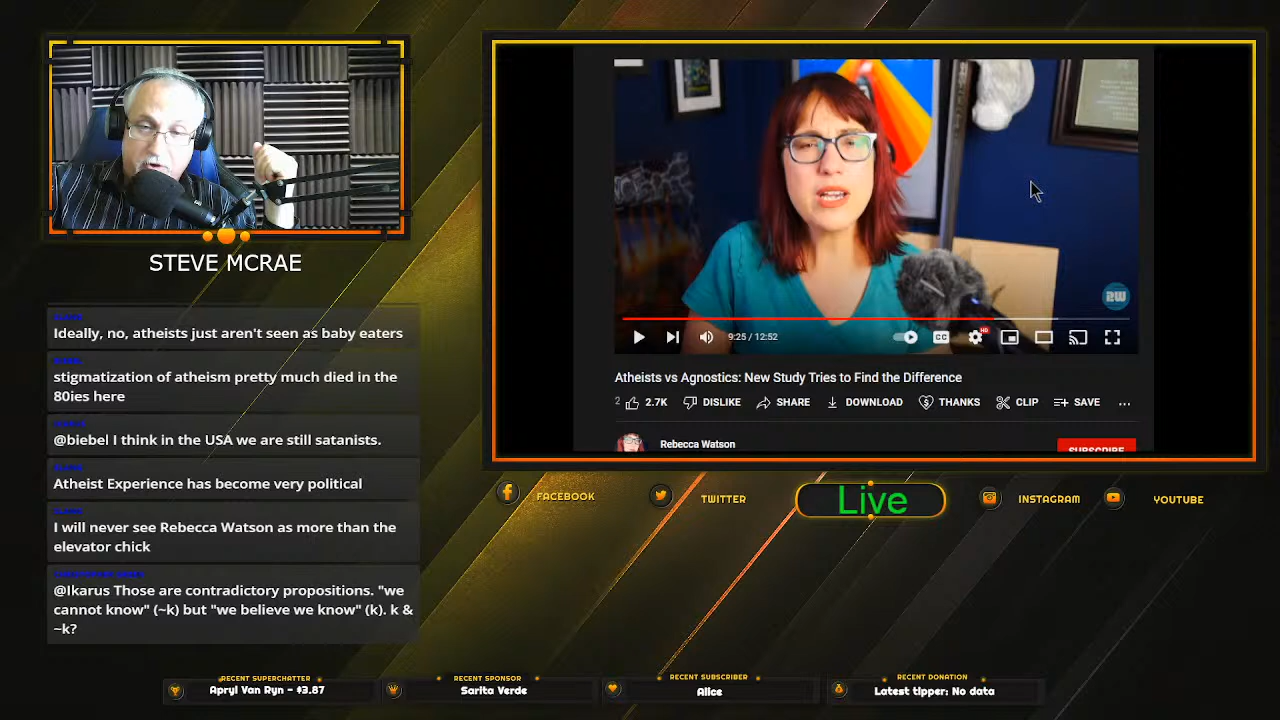 STEVE MCRAE
Ideally, no, atheists just aren't seen as baby eaters
stigmatization of atheism pretty much died in the
80ies here
@biebel I think in the USA we are still satanists.
Atheist Experience has become very political
I will never see Rebecca Watson as more than the
elevator chick
@Ikarus Those are contradictory propositions. "we
cannot know" (~k) but "we believe we know" (k). k &
~k?
9:25 / 12:52
CC
HD
Atheists vs Agnostics: New Study Tries to Find the Difference
2 2.7K DISLIKE SHARE DOWNLOAD THANKS CLIP SAVE ...
Rebecca Watson
SUBSCRIBE
FACEBOOK TWITTER Live INSTAGRAM YOUTUBE
RECENT SUPERCHATTER
Apryl Van Ryn - $3.87
RECENT SPONSOR
Sarita Verde
RECENT SUBSCRIBER
Alice
RECENT DONATION
Latest tipper: No data